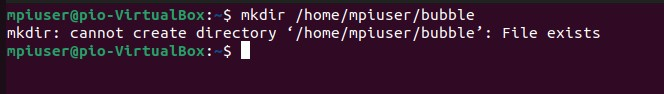 mpiuser@pio-VirtualBox:~$ mkdir /home/mpiuser/bubble
mkdir: cannot create directory ‘/home/mpiuser/bubble’: File exists
mpiuser@pio-VirtualBox:~$